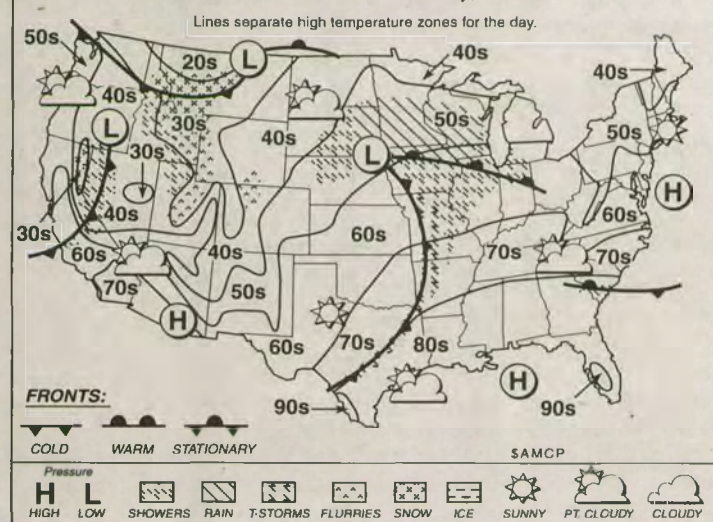 Lines separate high temperature zones for the day.
50s
20s
L
40s
40s
40s
L
30s
40s
50s
50s
30s
L
H
40s
60s
30s
60s
40s
60s
70s
70s
70s
50s
H
60s
70s
80s
H
90s
90s
FRONTS:
COLD WARM STATIONARY
$AMCP
Pressure
H L
HIGH LOW SHOWERS RAIN T-STORMS FLURRIES SNOW ICE SUNNY PT. CLOUDY CLOUDY